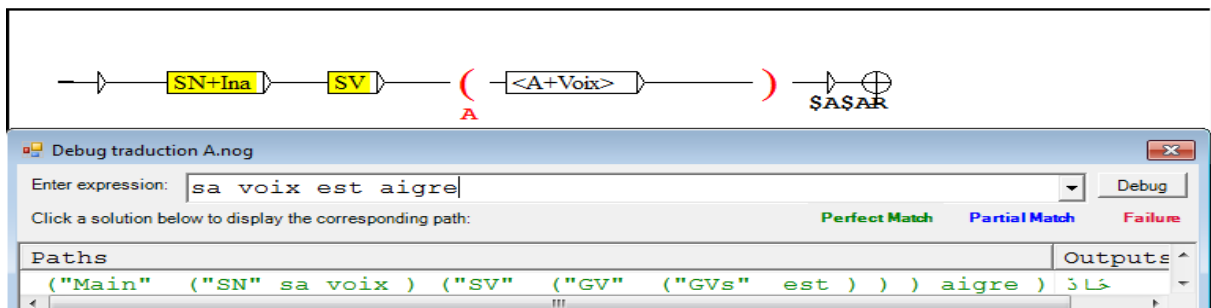 SN+Ina SV ( <A+Voix> )
A $A$AR
Debug traduction A.nog
Enter expression: sa voix est aigre Debug
Click a solution below to display the corresponding path: Perfect Match Partial Match Failure
Paths Outputs
("Main" ("SN" sa voix ) ("SV" ("GV" ("GVs" est ) ) ) aigre ) حَادّ